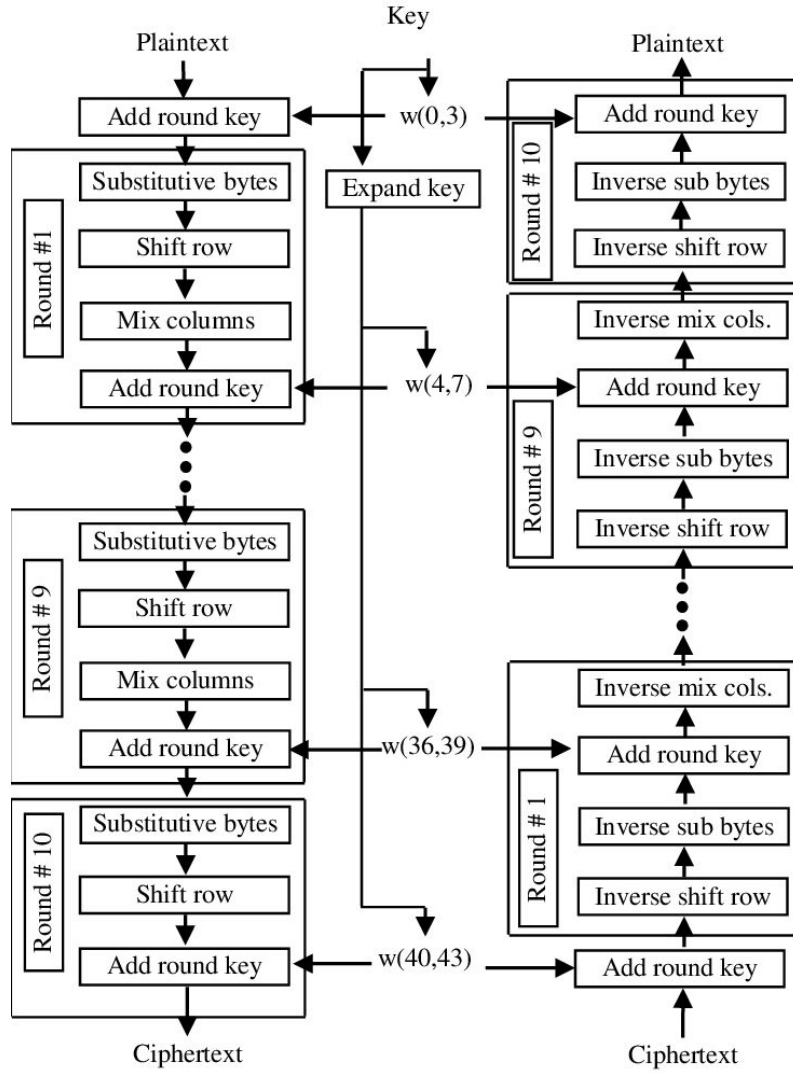 Key
Plaintext
Add round key
Round #1
Substitutive bytes
Shift row
Mix columns
Add round key
Round # 9
Substitutive bytes
Shift row
Mix columns
Add round key
Round # 10
Substitutive bytes
Shift row
Add round key
Ciphertext
w(0,3)
Expand key
w(4,7)
w(36,39)
w(40,43)
Plaintext
Round # 10
Add round key
Inverse sub bytes
Inverse shift row
Round # 9
Inverse mix cols.
Add round key
Inverse sub bytes
Inverse shift row
Round # 1
Inverse mix cols.
Add round key
Inverse sub bytes
Inverse shift row
Add round key
Ciphertext